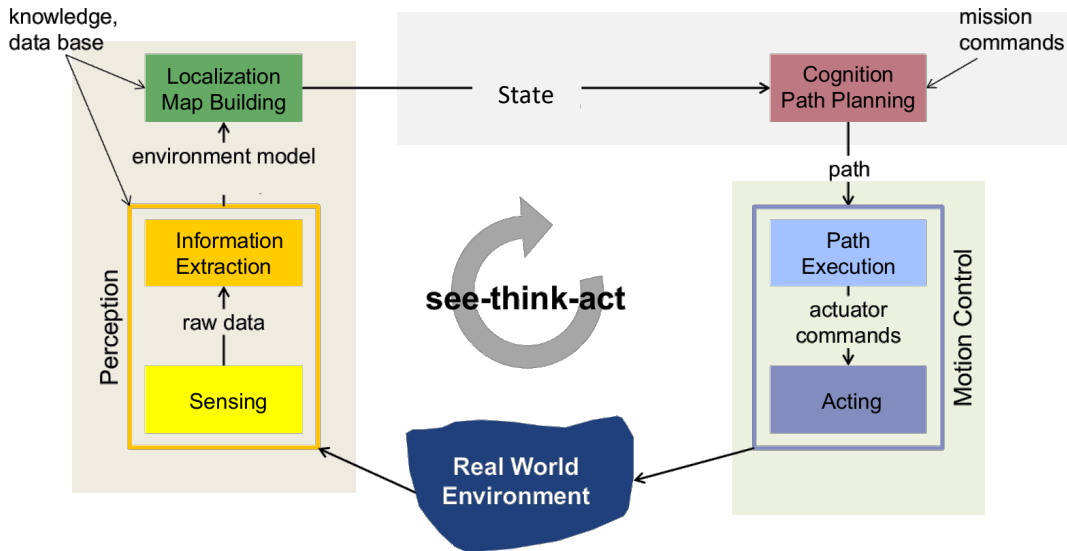 knowledge,
data base
Localization
Map Building
State
Cognition
Path Planning
mission
commands
environment model
path
Perception
Information
Extraction
raw data
Sensing
see-think-act
Path
Execution
actuator
commands
Acting
Motion Control
Real World
Environment